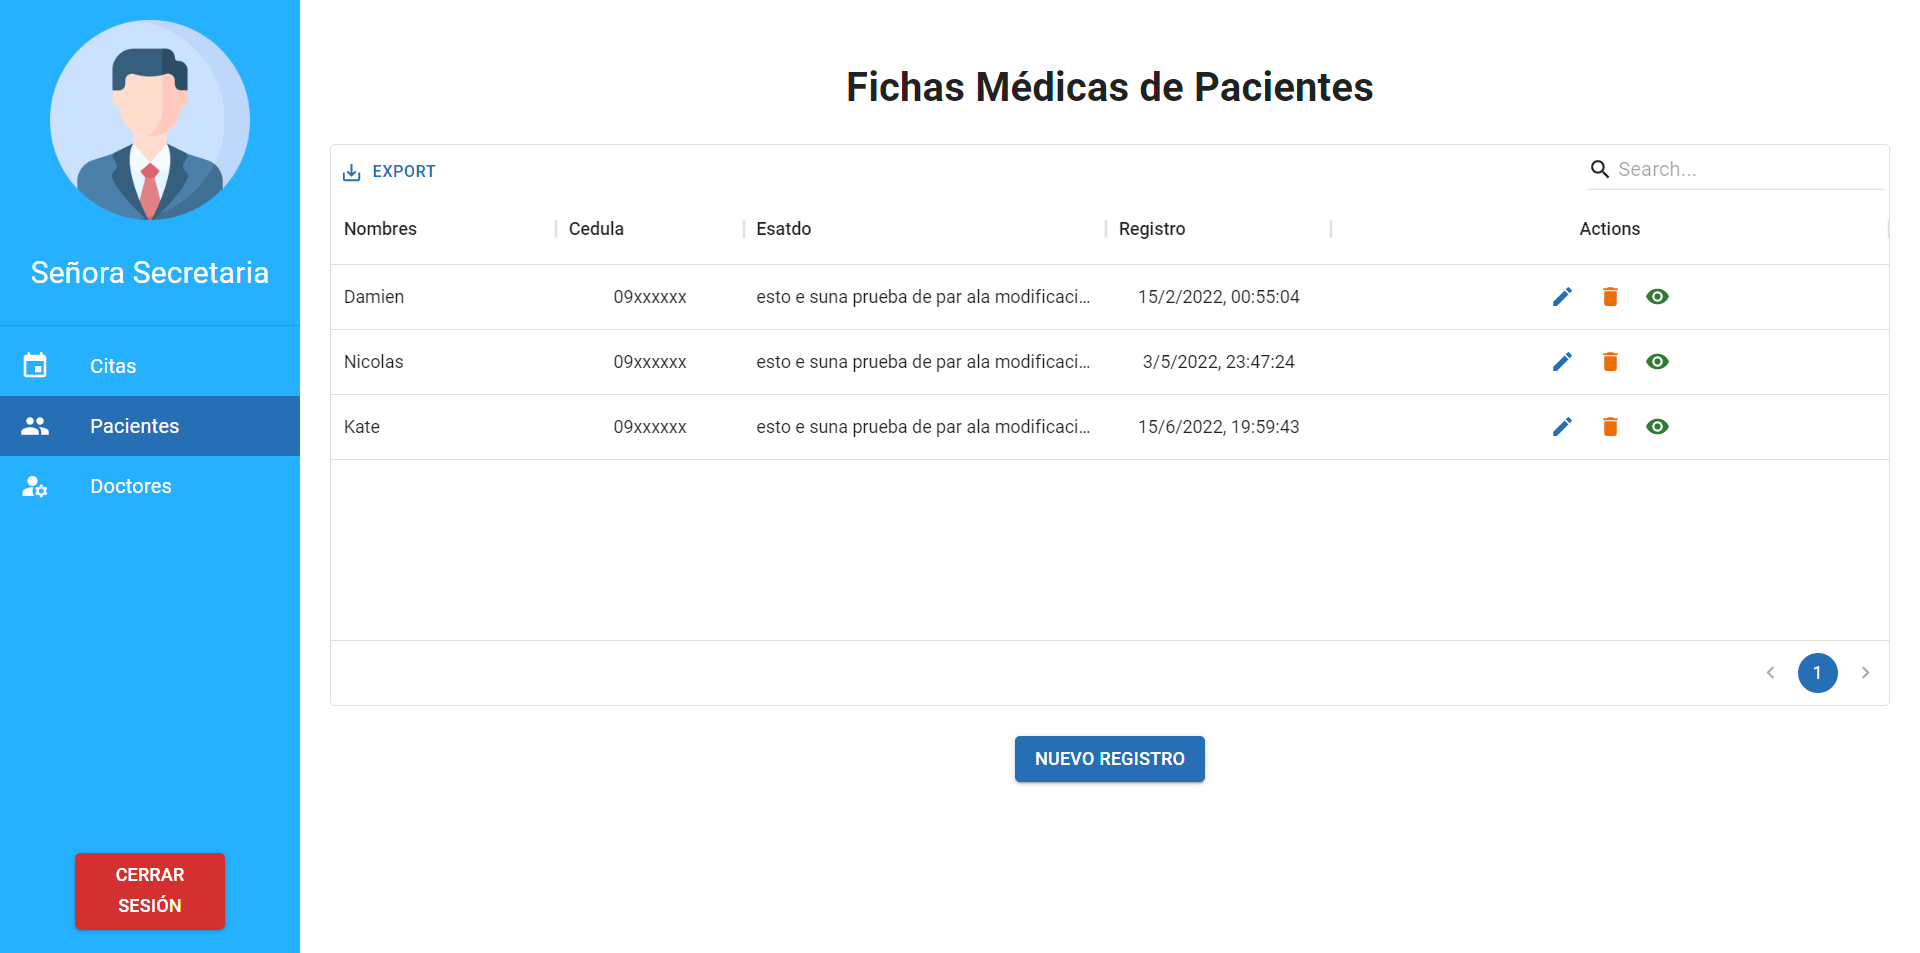 Señora Secretaria
Citas
Pacientes
Doctores
CERRAR
SESIÓN
Fichas Médicas de Pacientes
EXPORT
Search...
Nombres Cedula Esatdo Registro Actions
Damien 09xxxxxx esto e suna prueba de par ala modificaci... 15/2/2022, 00:55:04
Nicolas 09xxxxxx esto e suna prueba de par ala modificaci... 3/5/2022, 23:47:24
Kate 09xxxxxx esto e suna prueba de par ala modificaci... 15/6/2022, 19:59:43
1
NUEVO REGISTRO